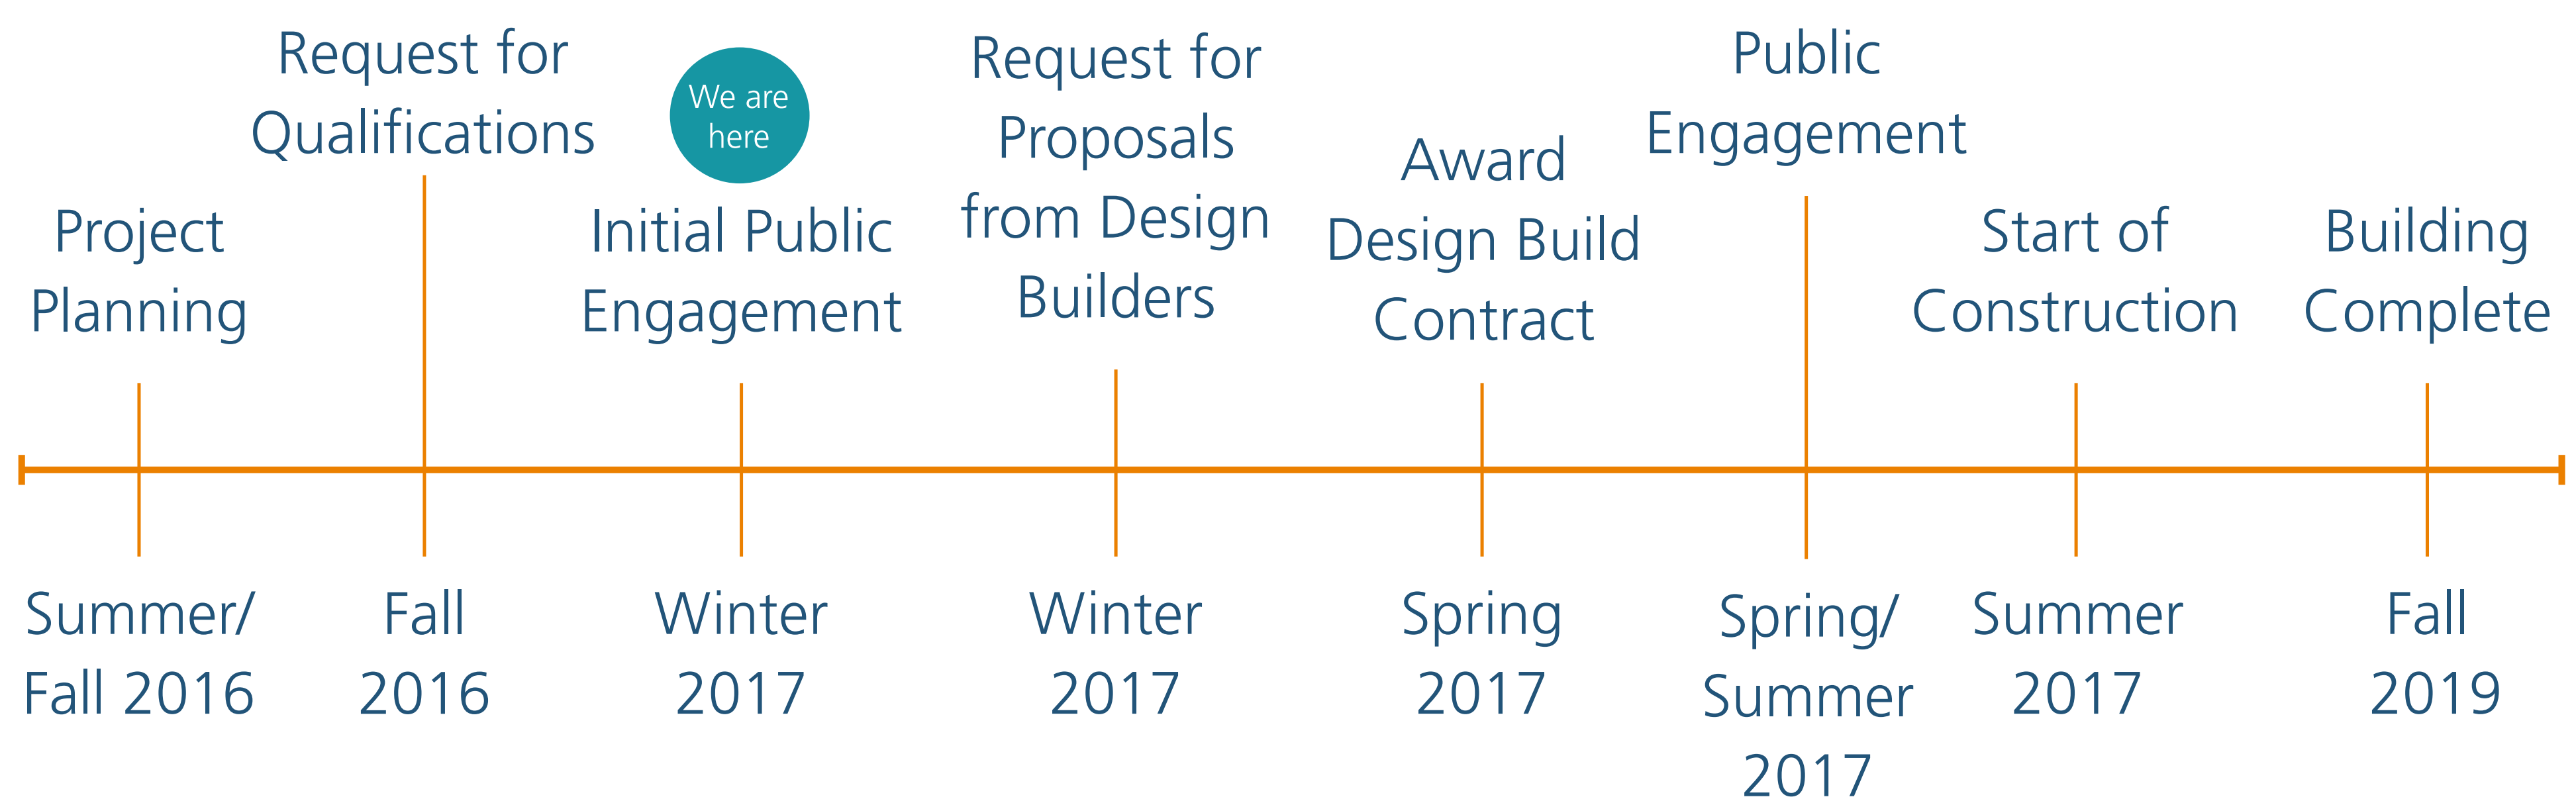 Project
Planning
Summer/
Fall 2016
Request for
Qualifications
Fall
2016
We are
here
Initial Public
Engagement
Winter
2017
Request for
Proposals
from Design
Builders
Winter
2017
Award
Design Build
Contract
Spring
2017
Public
Engagement
Spring/
Summer
2017
Start of
Construction
Summer
2017
Building
Complete
Fall
2019